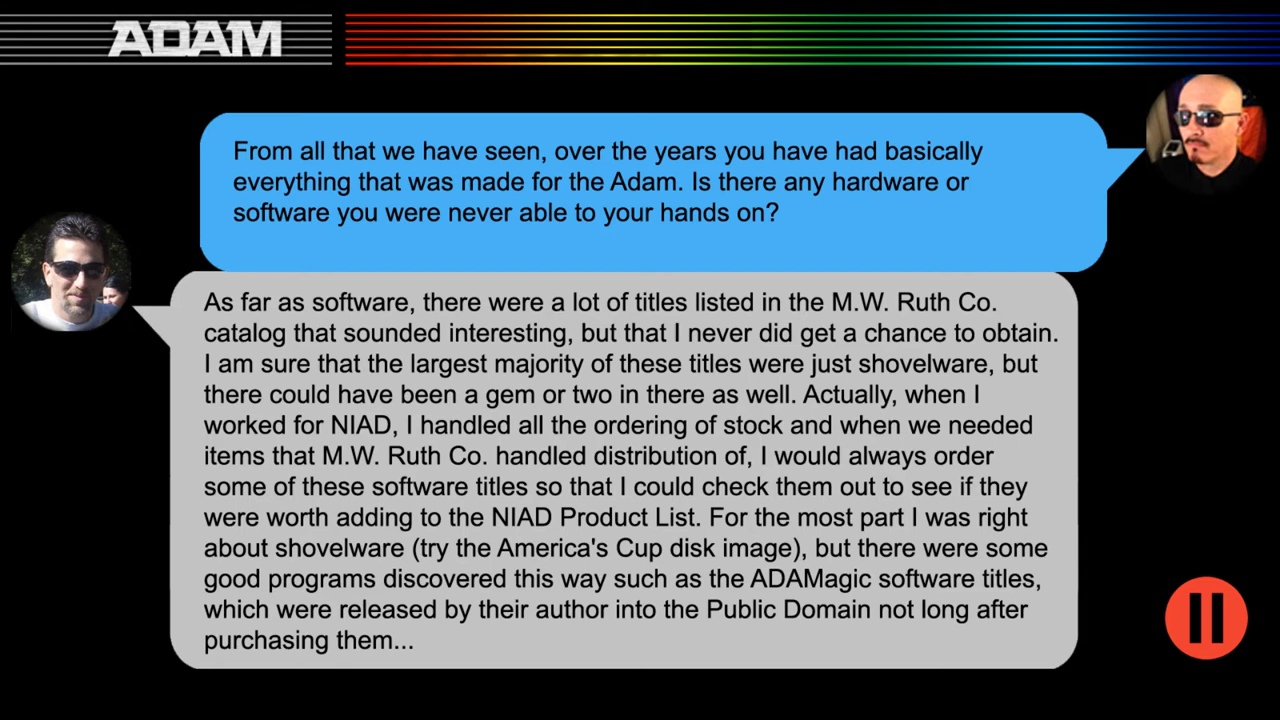 ADAM
From all that we have seen, over the years you have had basically
everything that was made for the Adam. Is there any hardware or
software you were never able to your hands on?
As far as software, there were a lot of titles listed in the M.W. Ruth Co.
catalog that sounded interesting, but that I never did get a chance to obtain.
I am sure that the largest majority of these titles were just shovelware, but
there could have been a gem or two in there as well. Actually, when I
worked for NIAD, I handled all the ordering of stock and when we needed
items that M.W. Ruth Co. handled distribution of, I would always order
some of these software titles so that I could check them out to see if they
were worth adding to the NIAD Product List. For the most part I was right
about shovelware (try the America's Cup disk image), but there were some
good programs discovered this way such as the ADAMagic software titles,
which were released by their author into the Public Domain not long after
purchasing them...